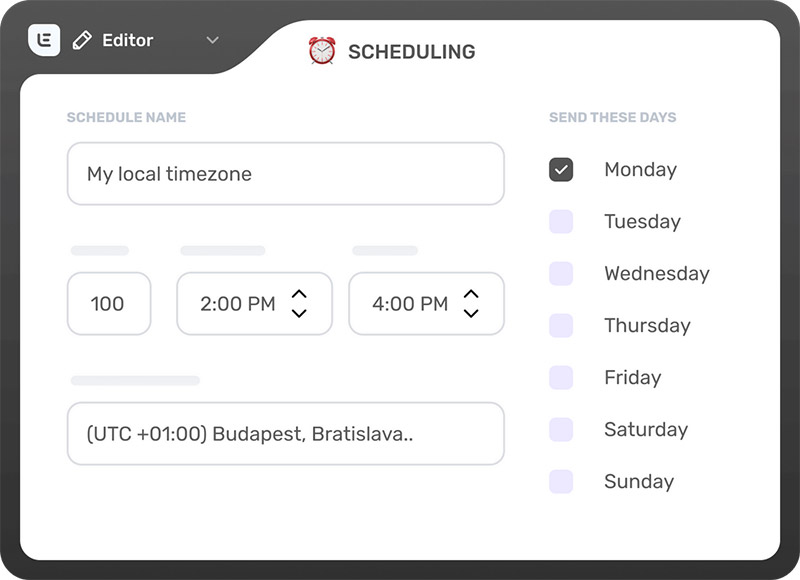 LE
Editor
SCHEDULING
SCHEDULE NAME
My local timezone
100
2:00 PM
4:00 PM
(UTC +01:00) Budapest, Bratislava..
SEND THESE DAYS
Monday
Tuesday
Wednesday
Thursday
Friday
Saturday
Sunday